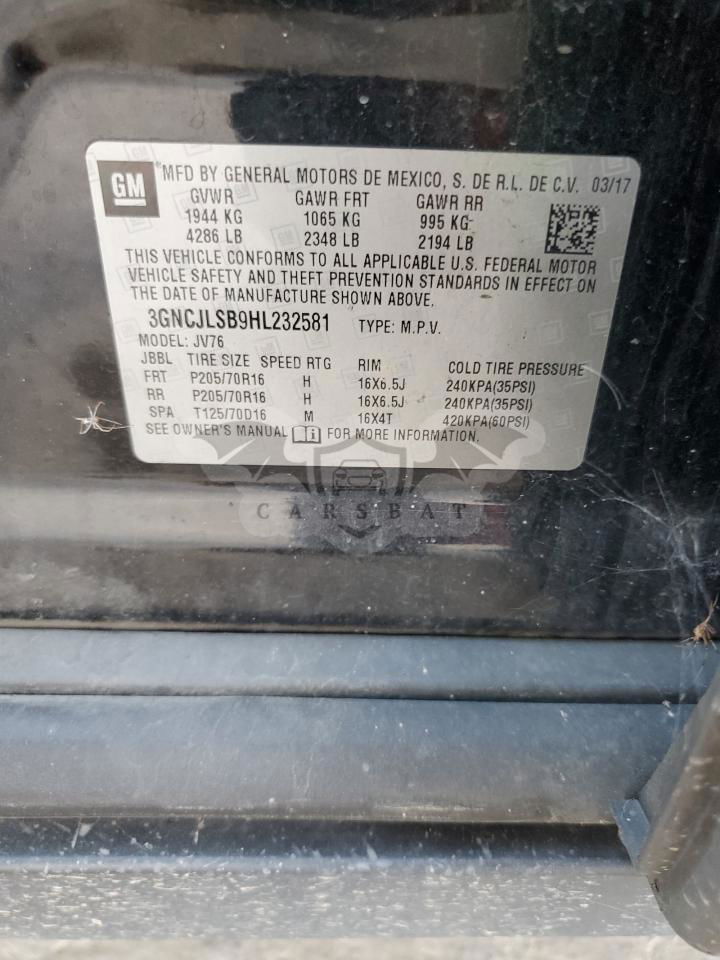 GM
®MFD BY GENERAL MOTORS DE MEXICO, S. DE R.L. DE C.V. 03/17
GVWR GAWR FRT GAWR RR
1944 KG 1065 KG 995 KG
4286 LB 2348 LB 2194 LB
THIS VEHICLE CONFORMS TO ALL APPLICABLE U.S. FEDERAL MOTOR
VEHICLE SAFETY AND THEFT PREVENTION STANDARDS IN EFFECT ON
THE DATE OF MANUFACTURE SHOWN ABOVE.
3GNCJLSB9HL232581 TYPE: M.P.V.
MODEL: JV76
JBBL TIRE SIZE SPEED RTG RIM COLD TIRE PRESSURE
FRT P205/70R16 H 16X6.5J 240KPA(35PSI)
RR P205/70R16 H 16X6.5J 240KPA(35PSI)
SPA T125/70D16 M 16X4T 420KPA(60PSI)
SEE OWNER'S MANUAL FOR MORE INFORMATION.
CARSBAT